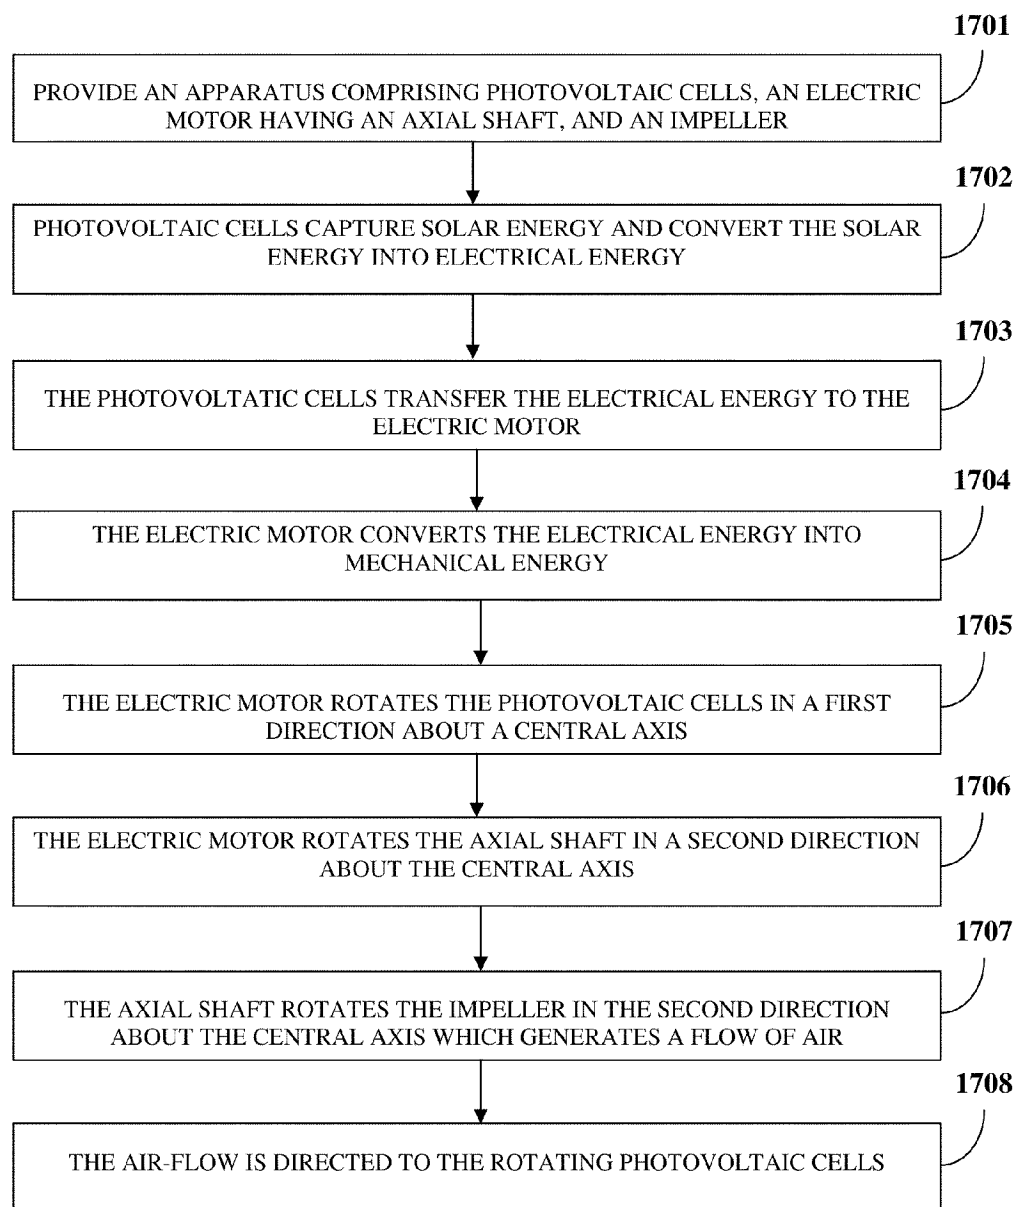 1701
PROVIDE AN APPARATUS COMPRISING PHOTOVOLTAIC CELLS, AN ELECTRIC
MOTOR HAVING AN AXIAL SHAFT, AND AN IMPELLER
1702
PHOTOVOLTAIC CELLS CAPTURE SOLAR ENERGY AND CONVERT THE SOLAR
ENERGY INTO ELECTRICAL ENERGY
1703
THE PHOTOVOLTATIC CELLS TRANSFER THE ELECTRICAL ENERGY TO THE
ELECTRIC MOTOR
1704
THE ELECTRIC MOTOR CONVERTS THE ELECTRICAL ENERGY INTO
MECHANICAL ENERGY
1705
THE ELECTRIC MOTOR ROTATES THE PHOTOVOLTAIC CELLS IN A FIRST
DIRECTION ABOUT A CENTRAL AXIS
1706
THE ELECTRIC MOTOR ROTATES THE AXIAL SHAFT IN A SECOND DIRECTION
ABOUT THE CENTRAL AXIS
1707
THE AXIAL SHAFT ROTATES THE IMPELLER IN THE SECOND DIRECTION
ABOUT THE CENTRAL AXIS WHICH GENERATES A FLOW OF AIR
1708
THE AIR-FLOW IS DIRECTED TO THE ROTATING PHOTOVOLTAIC CELLS